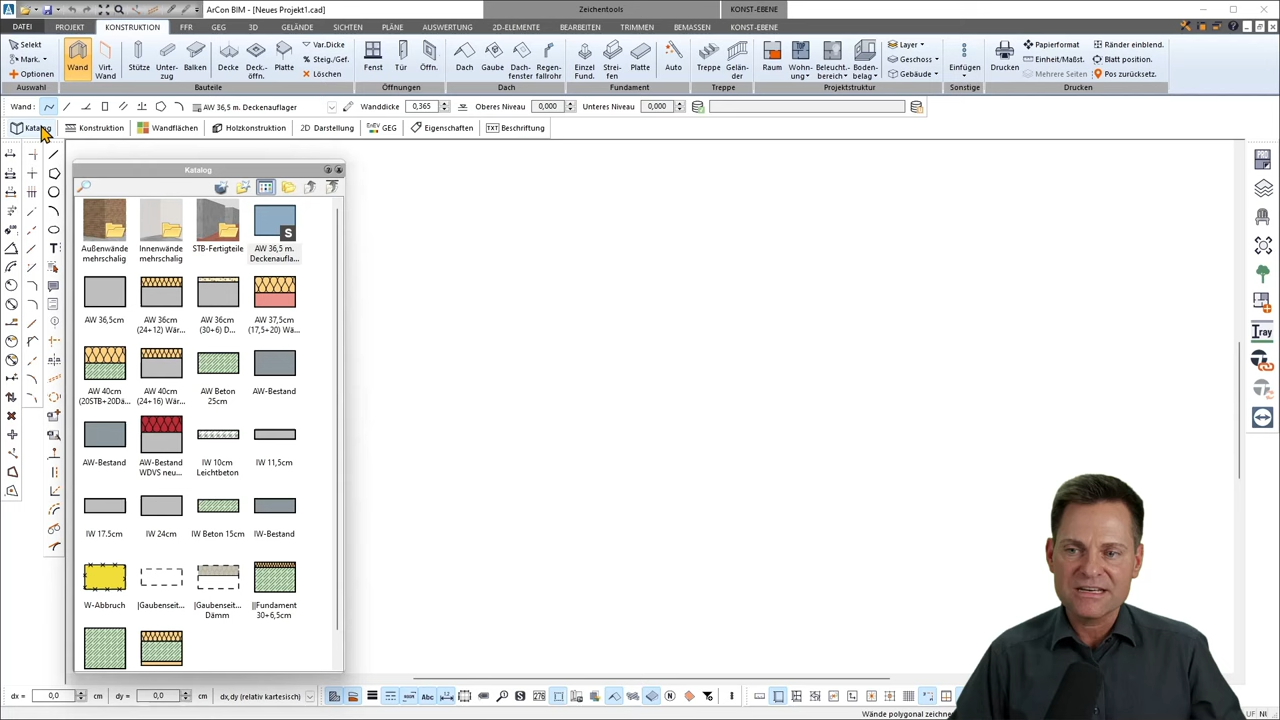 ArCon BIM - [Neues Projekt1.cad]
Zeichentools
KONST-EBENE
DATEI PROJEKT KONSTRUKTION FFR GEG 3D GELÄNDE SICHTEN PLÄNE AUSWERTUNG 2D-ELEMENTE BEARBEITEN TRIMMEN BEMASSEN KONST-EBENE
Selekt
Mark.
Optionen
Auswahl
Wand
Virt. Wand
Stütze
Unter-zug
Balken
Decke
Deck.-öffn.
Platte
Var.Dicke
Steig./Gef.
Löschen
Bauteile
Fenst
Tür
Öffn.
Öffnungen
Dach
Gaube
Dach-fenster
Regen-fallrohr
Dach
Einzel Fund.
Strei-fen
Platte
Fundament
Auto
Treppe
Gelän-der
Treppe
Raum
Wohn-ung
Beleucht.-bereich
Boden-belag
Layer
Geschoss
Gebäude
Projektstruktur
Einfügen
Sonstige
Drucken
Papierformat
Einheit/Maßst
Mehrere Seiten
Ränder einblend.
Blatt position.
Pos zurücksetz.
Drucken
Wand :
AW 36,5 m. Deckenauflager
Wanddicke 0,365
Oberes Niveau 0,000
Unteres Niveau 0,000
Katalog
Konstruktion
Wandflächen
Holzkonstruktion
2D Darstellung
GEG
Eigenschaften
TXT Beschriftung
Katalog
Außenwände mehrschalig
Innenwände mehrschalig
STB-Fertigteile
AW 36,5 m. Deckenaufla...
AW 36,5cm
AW 36cm (24+12) Wär...
AW 36cm (30+6) D...
AW 37,5cm (17,5+20) Wä...
AW 40cm (20STB+20Dä...
AW 40cm (24+16) Wär...
AW Beton 25cm
AW-Bestand
AW-Bestand
AW-Bestand WDVS neu...
IW 10cm Leichtbeton
IW 11,5cm
IW 17.5cm
IW 24cm
IW Beton 15cm
IW-Bestand
W-Abbruch
|Gaubenseit...
|Gaubenseit... Dämm
||Fundament 30+6,5cm
Iray
dx = 0,0 cm dy = 0,0 cm dx,dy (relativ kartesisch)
Abc
276
Wände polygonal zeichne
UF